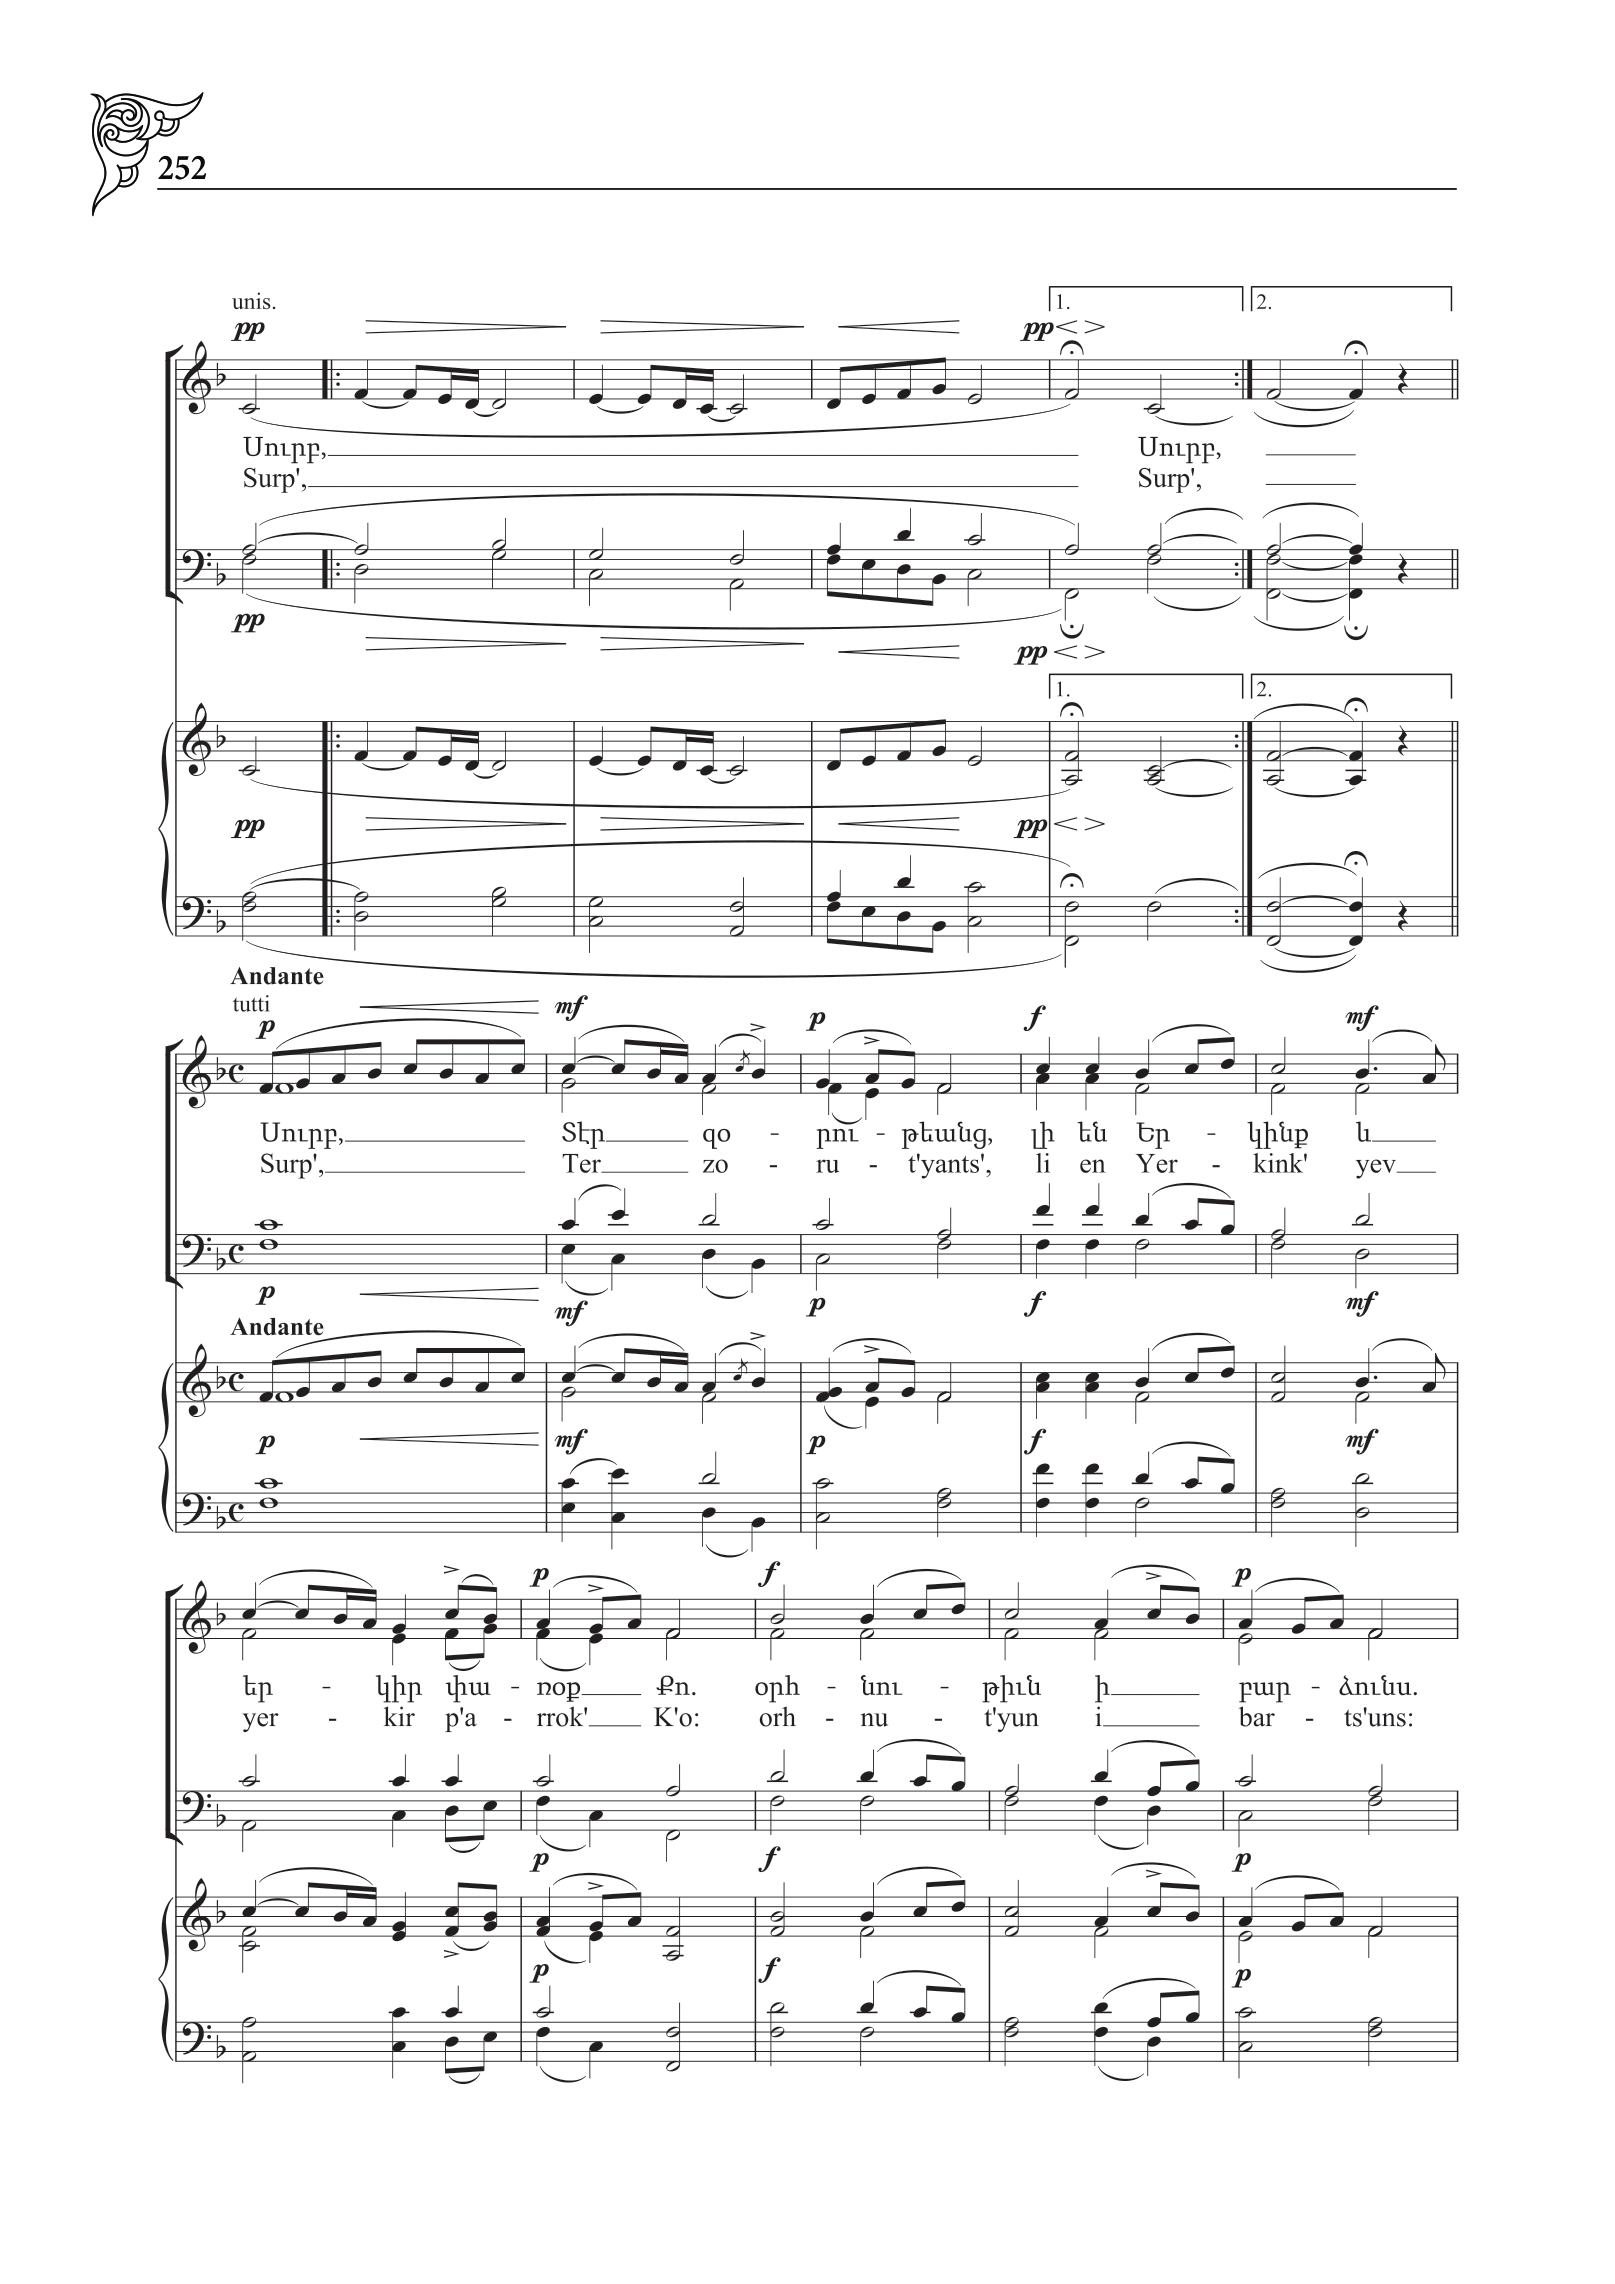 252
unis.
pp
pp
1.
2.
Սուրբ, Սուրբ,
Surp', Surp',
pp
pp
1.
2.
pp
pp
Andante
tutti
p mf p f mf
Սուրբ, Տէր զօ - րու - թեանց, լի են Եր - կինք և
Surp', Ter zo - ru - t'yants', li en Yer - kink' yev
p mf p f mf
Andante
p mf p f mf
p f p
եր - կիր փա - ռօք Քո. օրհ - նու - թիւն ի բար - ձունս.
yer - kir p'a - rrok' K'o: orh - nu - t'yun i bar - ts'uns:
p f p
p f p